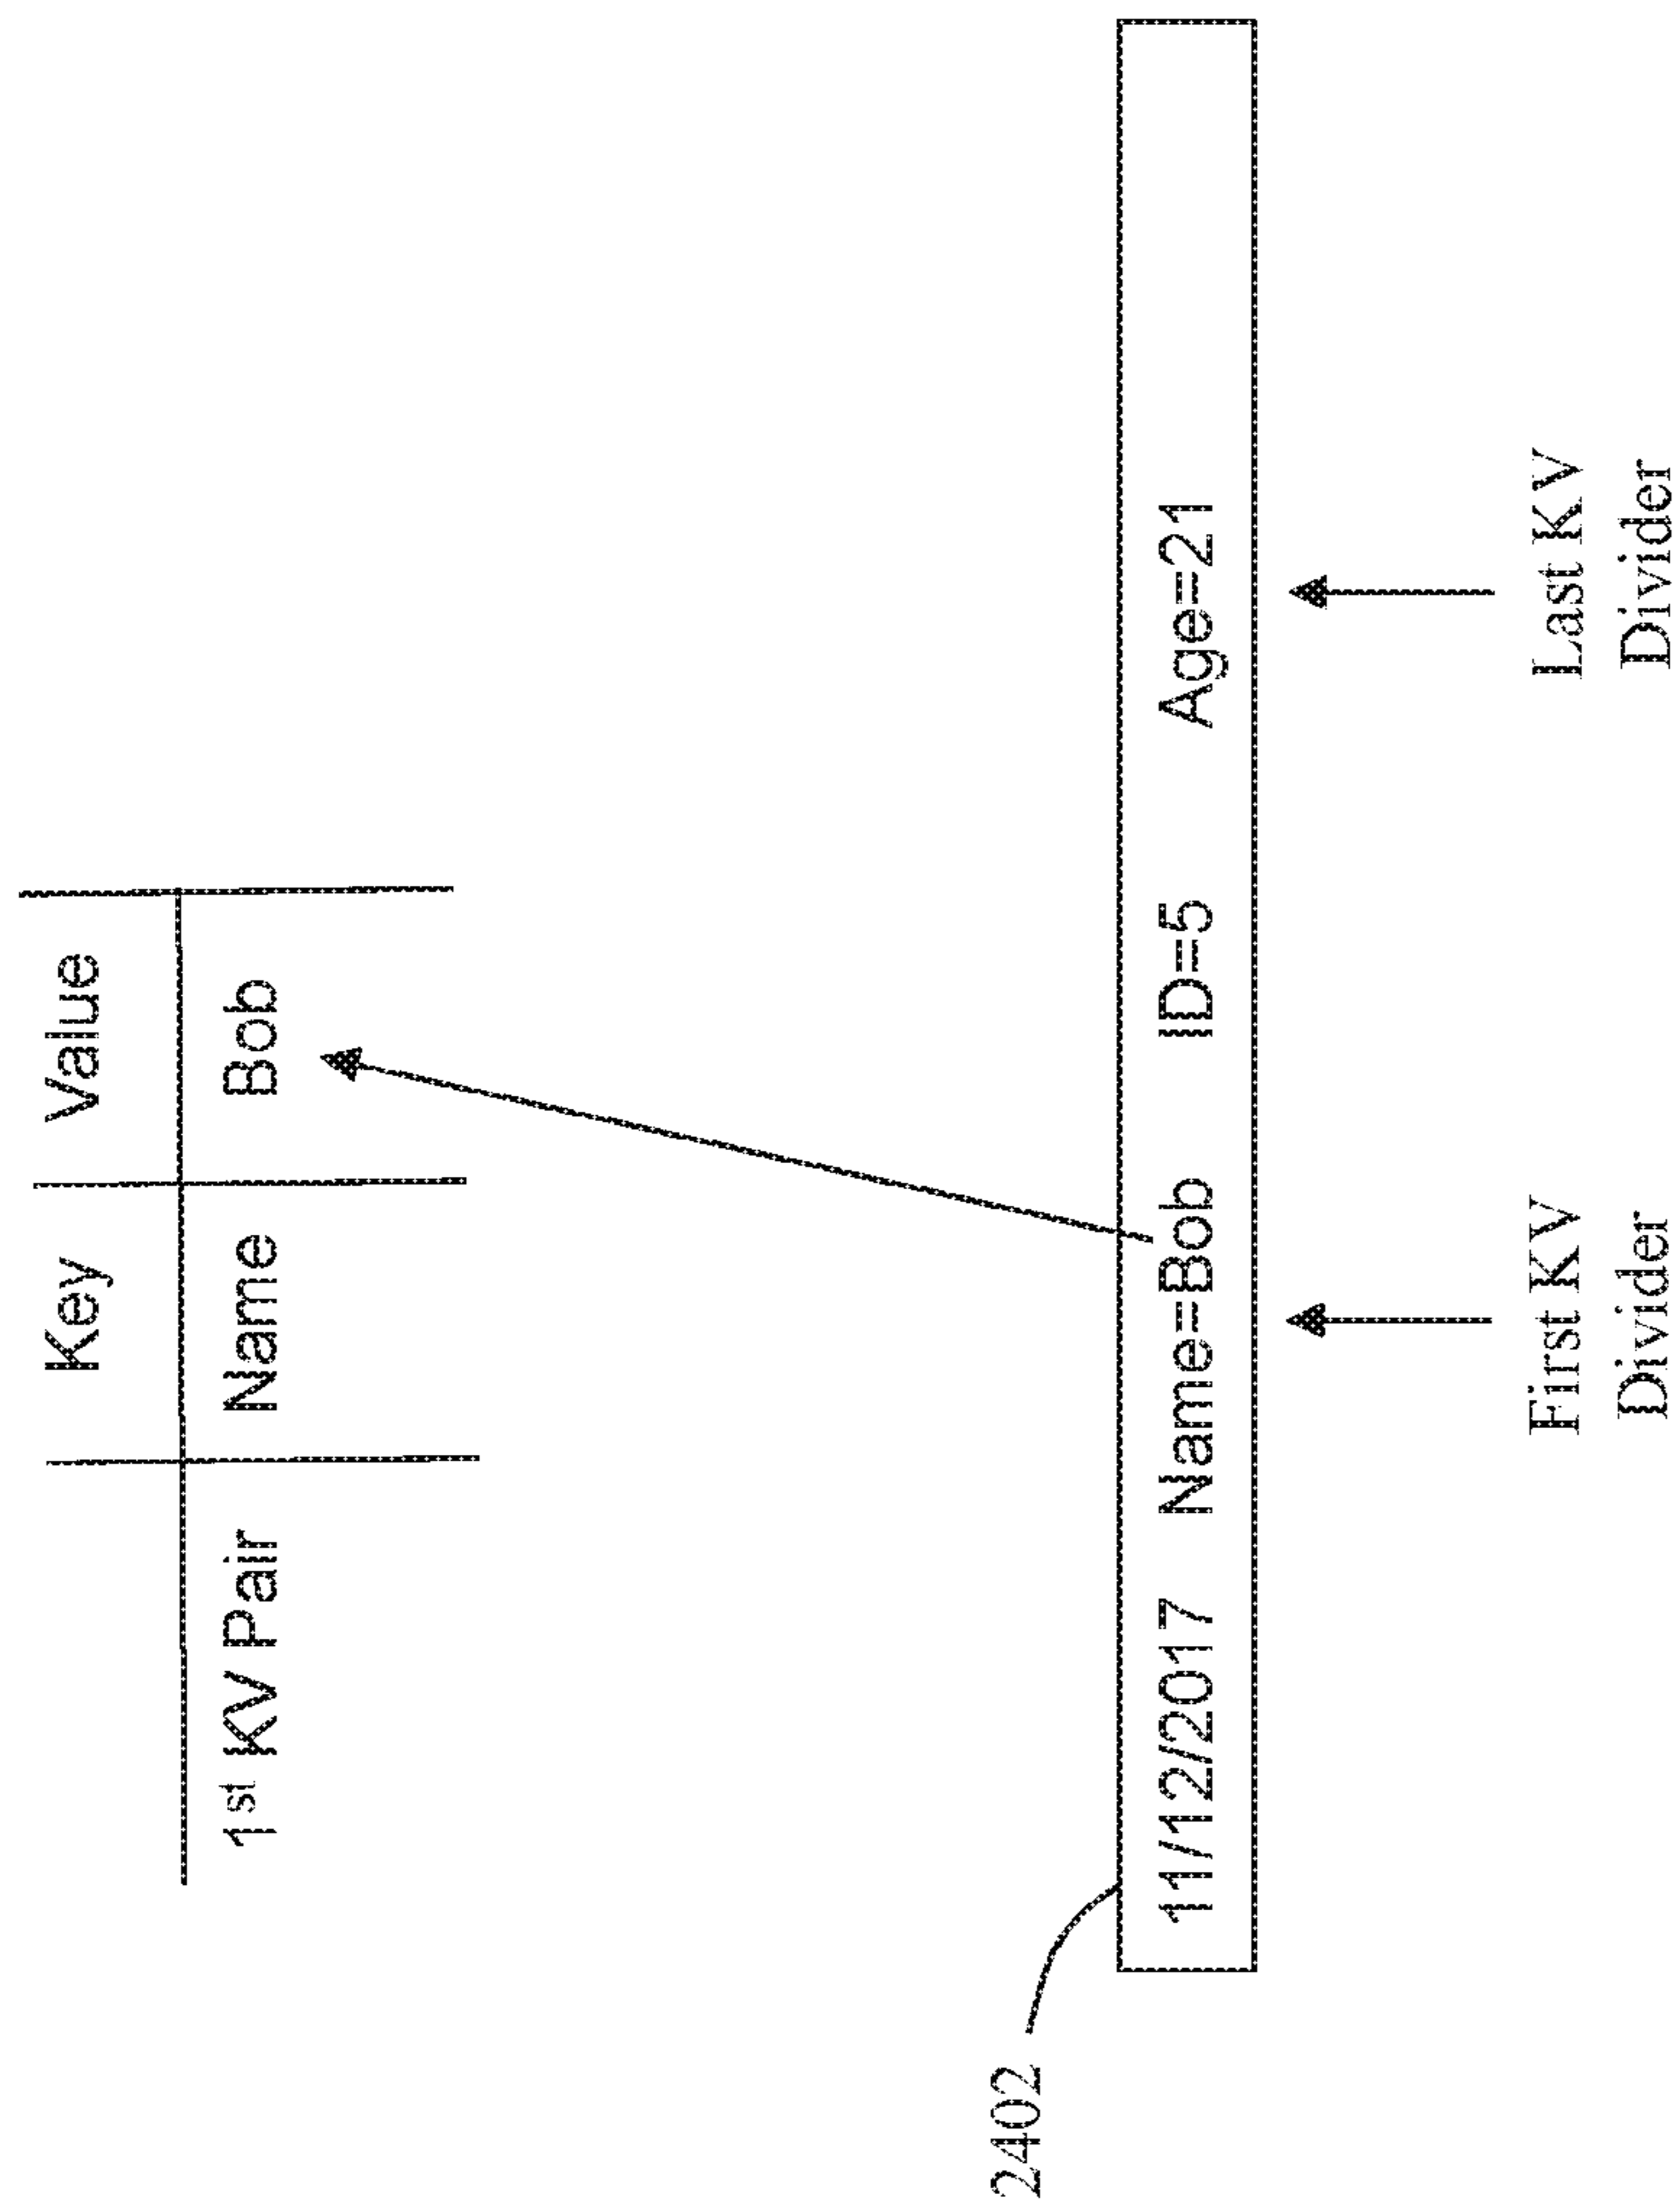 Key Value
1st KV Pair Name Bob
2402
11/12/2017 Name=Bob ID=5 Age=21
First KV
Divider
Last KV
Divider